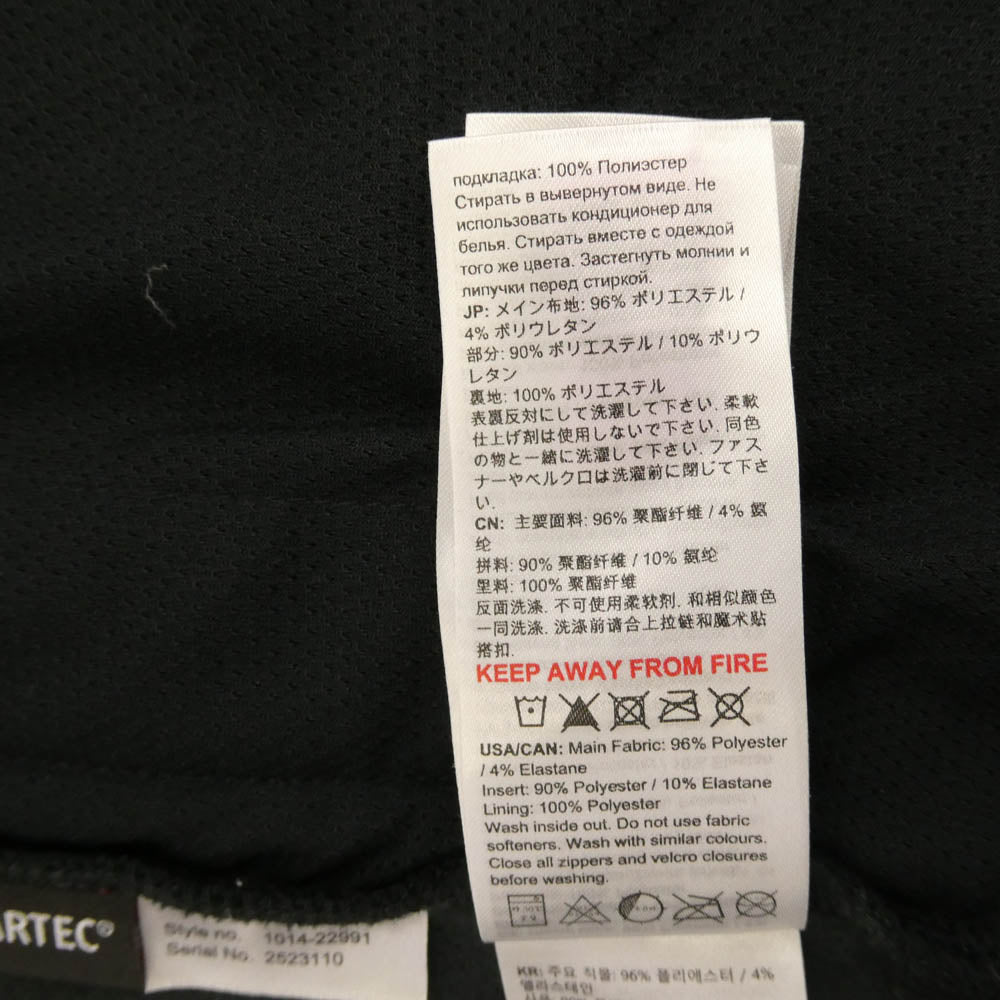 подкладка: 100% Полиэстер
Стирать в вывернутом виде. Не
использовать кондиционер для
белья. Стирать вместе с одеждой
того же цвета. Застегнуть молнии и
липучки перед стиркой.
JP: メイン布地: 96% ポリエステル /
4% ポリウレタン
部分: 90% ポリエステル / 10% ポリウ
レタン
裏地: 100% ポリエステル
表裏反対にして洗濯して下さい. 柔軟
仕上げ剤は使用しないで下さい. 同色
の物と一緒に洗濯して下さい. ファス
ナーやベルクロは洗濯前に閉じて下さ
い.
CN: 主要面料: 96% 聚酯纤维 / 4% 氨
纶
拼料: 90% 聚酯纤维 / 10% 氨纶
里料: 100% 聚酯纤维
反面洗涤. 不可使用柔软剂. 和相似颜色
一同洗涤. 洗涤前请合上拉链和魔术贴
搭扣.
KEEP AWAY FROM FIRE
USA/CAN: Main Fabric: 96% Polyester
/ 4% Elastane
Insert: 90% Polyester / 10% Elastane
Lining: 100% Polyester
Wash inside out. Do not use fabric
softeners. Wash with similar colours.
Close all zippers and velcro closures
before washing.
ARTEC®
Style no. 1014-22991
Serial No. 2523110
KR: 주요 직물: 96% 폴리에스터 / 4%
엘라스테인